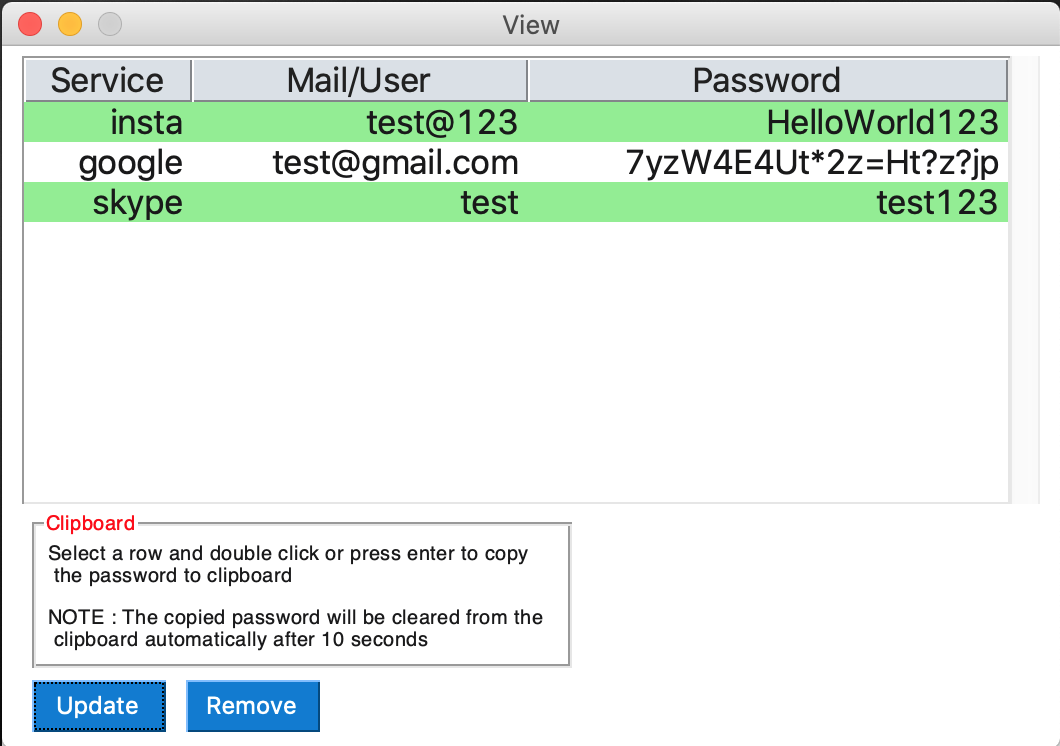 View
Service Mail/User Password
insta test@123 HelloWorld123
google test@gmail.com 7yzW4E4Ut*2z=Ht?z?jp
skype test test123
Clipboard
Select a row and double click or press enter to copy
the password to clipboard
NOTE : The copied password will be cleared from the
clipboard automatically after 10 seconds
Update Remove